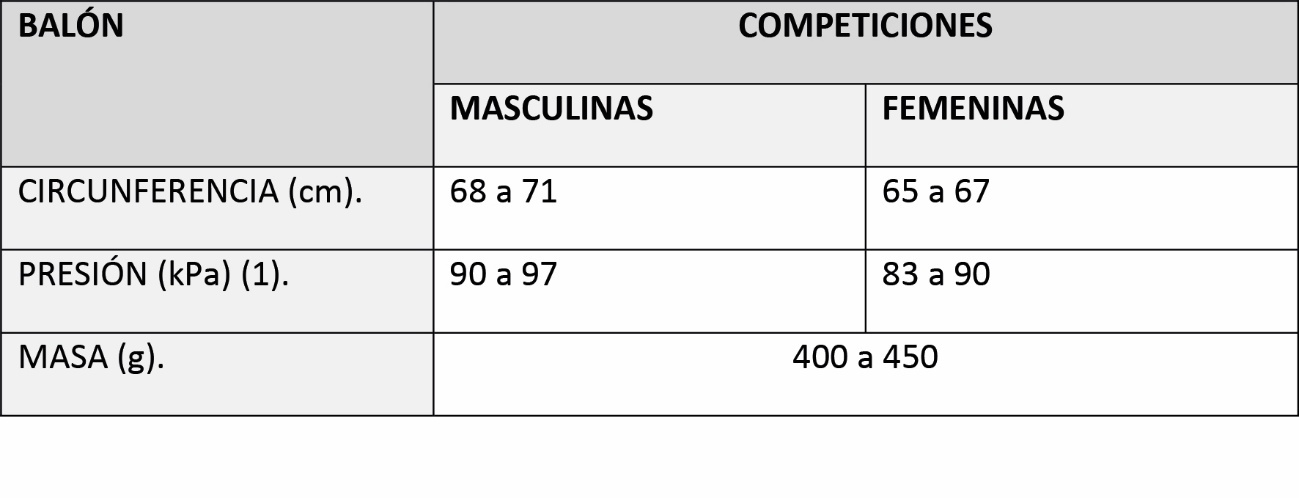 BALÓN COMPETICIONES
MASCULINAS FEMENINAS
CIRCUNFERENCIA (cm). 68 a 71 65 a 67
PRESIÓN (kPa) (1). 90 a 97 83 a 90
MASA (g). 400 a 450